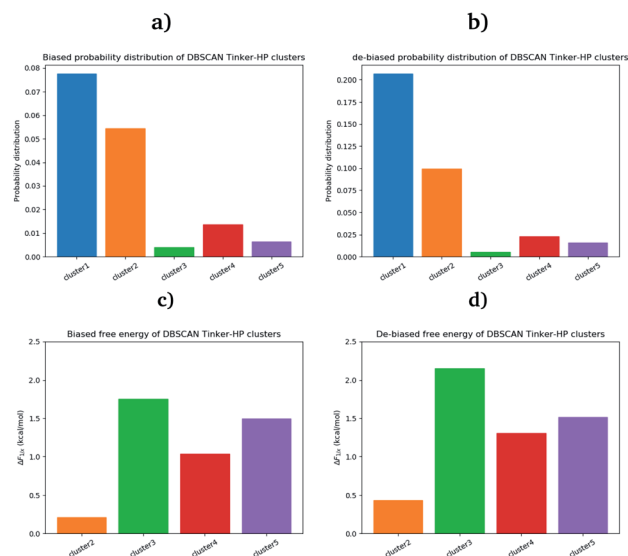 a)
Biased probability distribution of DBSCAN Tinker-HP clusters
Probability distribution
0.08
0.07
0.06
0.05
0.04
0.03
0.02
0.01
0.00
cluster1
cluster2
cluster3
cluster4
cluster5
b)
de-biased probability distribution of DBSCAN Tinker-HP clusters
Probability distribution
0.200
0.175
0.150
0.125
0.100
0.075
0.050
0.025
0.000
cluster1
cluster2
cluster3
cluster4
cluster5
c)
Biased free energy of DBSCAN Tinker-HP clusters
(kcal/mol)
2.5
2.0
1.5
1.0
0.5
0.0
cluster2
cluster3
cluster4
cluster5
d)
De-biased free energy of DBSCAN Tinker-HP clusters
(kcal/mol)
2.5
2.0
1.5
1.0
0.5
0.0
cluster2
cluster3
cluster4
cluster5